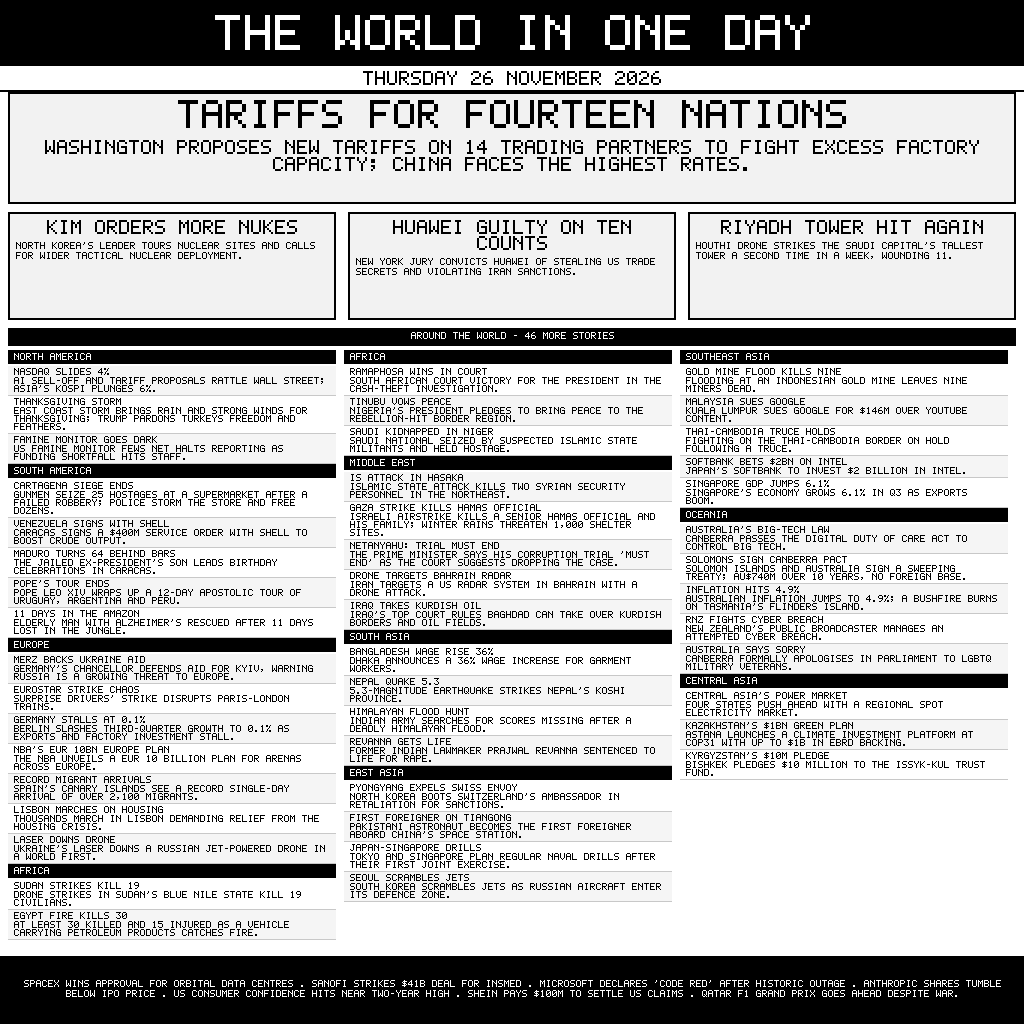 THE WORLD IN ONE DAY
THURSDAY 26 NOVEMBER 2026
TARIFFS FOR FOURTEEN NATIONS
WASHINGTON PROPOSES NEW TARIFFS ON 14 TRADING PARTNERS TO FIGHT EXCESS FACTORY
CAPACITY; CHINA FACES THE HIGHEST RATES.
KIM ORDERS MORE NUKES
NORTH KOREA'S LEADER TOURS NUCLEAR SITES AND CALLS
FOR WIDER TACTICAL NUCLEAR DEPLOYMENT.
HUAWEI GUILTY ON TEN
COUNTS
NEW YORK JURY CONVICTS HUAWEI OF STEALING US TRADE
SECRETS AND VIOLATING IRAN SANCTIONS.
RIYADH TOWER HIT AGAIN
HOUTHI DRONE STRIKES THE SAUDI CAPITAL'S TALLEST
TOWER A SECOND TIME IN A WEEK, WOUNDING 11.
AROUND THE WORLD - 46 MORE STORIES
NORTH AMERICA
NASDAQ SLIDES 4%
AI SELL-OFF AND TARIFF PROPOSALS RATTLE WALL STREET;
ASIA'S KOSPI PLUNGES 6%.
THANKSGIVING STORM
EAST COAST STORM BRINGS RAIN AND STRONG WINDS FOR
THANKSGIVING; TRUMP PARDONS TURKEYS FREEDOM AND
FEATHERS.
FAMINE MONITOR GOES DARK
US FAMINE MONITOR FEWS NET HALTS REPORTING AS
FUNDING SHORTFALL HITS STAFF.
SOUTH AMERICA
CARTAGENA SIEGE ENDS
GUNMEN SEIZE 25 HOSTAGES AT A SUPERMARKET AFTER A
FAILED ROBBERY; POLICE STORM THE STORE AND FREE
DOZENS.
VENEZUELA SIGNS WITH SHELL
CARACAS SIGNS A $400M SERVICE ORDER WITH SHELL TO
BOOST CRUDE OUTPUT.
MADURO TURNS 64 BEHIND BARS
THE JAILED EX-PRESIDENT'S SON LEADS BIRTHDAY
CELEBRATIONS IN CARACAS.
POPE'S TOUR ENDS
POPE LEO XIV WRAPS UP A 12-DAY APOSTOLIC TOUR OF
URUGUAY, ARGENTINA AND PERU.
11 DAYS IN THE AMAZON
ELDERLY MAN WITH ALZHEIMER'S RESCUED AFTER 11 DAYS
LOST IN THE JUNGLE.
EUROPE
MERZ BACKS UKRAINE AID
GERMANY'S CHANCELLOR DEFENDS AID FOR KYIV, WARNING
RUSSIA IS A GROWING THREAT TO EUROPE.
EUROSTAR STRIKE CHAOS
SURPRISE DRIVERS' STRIKE DISRUPTS PARIS-LONDON
TRAINS.
GERMANY STALLS AT 0.1%
BERLIN SLASHES THIRD-QUARTER GROWTH TO 0.1% AS
EXPORTS AND FACTORY INVESTMENT STALL.
NBA'S EUR 10BN EUROPE PLAN
THE NBA UNVEILS A EUR 10 BILLION PLAN FOR ARENAS
ACROSS EUROPE.
RECORD MIGRANT ARRIVALS
SPAIN'S CANARY ISLANDS SEE A RECORD SINGLE-DAY
ARRIVAL OF OVER 2,100 MIGRANTS.
LISBON MARCHES ON HOUSING
THOUSANDS MARCH IN LISBON DEMANDING RELIEF FROM THE
HOUSING CRISIS.
LASER DOWNS DRONE
UKRAINE'S LASER DOWNS A RUSSIAN JET-POWERED DRONE IN
A WORLD FIRST.
AFRICA
SUDAN STRIKES KILL 19
DRONE STRIKES IN SUDAN'S BLUE NILE STATE KILL 19
CIVILIANS.
EGYPT FIRE KILLS 30
AT LEAST 30 KILLED AND 15 INJURED AS A VEHICLE
CARRYING PETROLEUM PRODUCTS CATCHES FIRE.
AFRICA
RAMAPHOSA WINS IN COURT
SOUTH AFRICAN COURT VICTORY FOR THE PRESIDENT IN THE
CASH-THEFT INVESTIGATION.
TINUBU VOWS PEACE
NIGERIA'S PRESIDENT PLEDGES TO BRING PEACE TO THE
REBELLION-HIT BORDER REGION.
SAUDI KIDNAPPED IN NIGER
SAUDI NATIONAL SEIZED BY SUSPECTED ISLAMIC STATE
MILITANTS AND HELD HOSTAGE.
MIDDLE EAST
IS ATTACK IN HASAKA
ISLAMIC STATE ATTACK KILLS TWO SYRIAN SECURITY
PERSONNEL IN THE NORTHEAST.
GAZA STRIKE KILLS HAMAS OFFICIAL
ISRAELI AIRSTRIKE KILLS A SENIOR HAMAS OFFICIAL AND
HIS FAMILY; WINTER RAINS THREATEN 1,000 SHELTER
SITES.
NETANYAHU: TRIAL MUST END
THE PRIME MINISTER SAYS HIS CORRUPTION TRIAL 'MUST
END' AS THE COURT SUGGESTS DROPPING THE CASE.
DRONE TARGETS BAHRAIN RADAR
IRAN TARGETS A US RADAR SYSTEM IN BAHRAIN WITH A
DRONE ATTACK.
IRAQ TAKES KURDISH OIL
IRAQ'S TOP COURT RULES BAGHDAD CAN TAKE OVER KURDISH
BORDERS AND OIL FIELDS.
SOUTH ASIA
BANGLADESH WAGE RISE 36%
DHAKA ANNOUNCES A 36% WAGE INCREASE FOR GARMENT
WORKERS.
NEPAL QUAKE 5.3
5.3-MAGNITUDE EARTHQUAKE STRIKES NEPAL'S KOSHI
PROVINCE.
HIMALAYAN FLOOD HUNT
INDIAN ARMY SEARCHES FOR SCORES MISSING AFTER A
DEADLY HIMALAYAN FLOOD.
REVANNA GETS LIFE
FORMER INDIAN LAWMAKER PRAJWAL REVANNA SENTENCED TO
LIFE FOR RAPE.
EAST ASIA
PYONGYANG EXPELS SWISS ENVOY
NORTH KOREA BOOTS SWITZERLAND'S AMBASSADOR IN
RETALIATION FOR SANCTIONS.
FIRST FOREIGNER ON TIANGONG
PAKISTANI ASTRONAUT BECOMES THE FIRST FOREIGNER
ABOARD CHINA'S SPACE STATION.
JAPAN-SINGAPORE DRILLS
TOKYO AND SINGAPORE PLAN REGULAR NAVAL DRILLS AFTER
THEIR FIRST JOINT EXERCISE.
SEOUL SCRAMBLES JETS
SOUTH KOREA SCRAMBLES JETS AS RUSSIAN AIRCRAFT ENTER
ITS DEFENCE ZONE.
SOUTHEAST ASIA
GOLD MINE FLOOD KILLS NINE
FLOODING AT AN INDONESIAN GOLD MINE LEAVES NINE
MINERS DEAD.
MALAYSIA SUES GOOGLE
KUALA LUMPUR SUES GOOGLE FOR $146M OVER YOUTUBE
CONTENT.
THAI-CAMBODIA TRUCE HOLDS
FIGHTING ON THE THAI-CAMBODIA BORDER ON HOLD
FOLLOWING A TRUCE.
SOFTBANK BETS $2BN ON INTEL
JAPAN'S SOFTBANK TO INVEST $2 BILLION IN INTEL.
SINGAPORE GDP JUMPS 6.1%
SINGAPORE'S ECONOMY GROWS 6.1% IN Q3 AS EXPORTS
BOOM.
OCEANIA
AUSTRALIA'S BIG-TECH LAW
CANBERRA PASSES THE DIGITAL DUTY OF CARE ACT TO
CONTROL BIG TECH.
SOLOMONS SIGN CANBERRA PACT
SOLOMON ISLANDS AND AUSTRALIA SIGN A SWEEPING
TREATY; AU$740M OVER 10 YEARS, NO FOREIGN BASE.
INFLATION HITS 4.9%
AUSTRALIAN INFLATION JUMPS TO 4.9%; A BUSHFIRE BURNS
ON TASMANIA'S FLINDERS ISLAND.
RNZ FIGHTS CYBER BREACH
NEW ZEALAND'S PUBLIC BROADCASTER MANAGES AN
ATTEMPTED CYBER BREACH.
AUSTRALIA SAYS SORRY
CANBERRA FORMALLY APOLOGISES IN PARLIAMENT TO LGBTQ
MILITARY VETERANS.
CENTRAL ASIA
CENTRAL ASIA'S POWER MARKET
FOUR STATES PUSH AHEAD WITH A REGIONAL SPOT
ELECTRICITY MARKET.
KAZAKHSTAN'S $1BN GREEN PLAN
ASTANA LAUNCHES A CLIMATE INVESTMENT PLATFORM AT
COP31 WITH UP TO $1B IN EBRD BACKING.
KYRGYZSTAN'S $10M PLEDGE
BISHKEK PLEDGES $10 MILLION TO THE ISSYK-KUL TRUST
FUND.
SPACEX WINS APPROVAL FOR ORBITAL DATA CENTRES . SANOFI STRIKES $41B DEAL FOR INSMED . MICROSOFT DECLARES 'CODE RED' AFTER HISTORIC OUTAGE . ANTHROPIC SHARES TUMBLE
BELOW IPO PRICE . US CONSUMER CONFIDENCE HITS NEAR TWO-YEAR HIGH . SHEIN PAYS $100M TO SETTLE US CLAIMS . QATAR F1 GRAND PRIX GOES AHEAD DESPITE WAR.